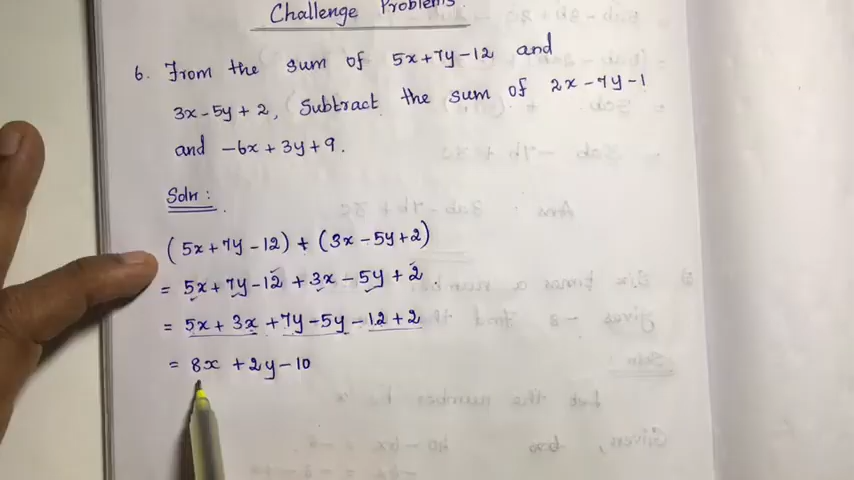 Challenge Problems.
6. From the sum of 5x+7y-12 and
3x-5y+2, Subtract the sum of 2x-7y-1
and -6x+3y+9.
Soln:
(5x+7y-12)+(3x-5y+2)
= 5x+7y-12+3x-5y+2
= 5x+3x+7y-5y-12+2
= 8x+2y-10